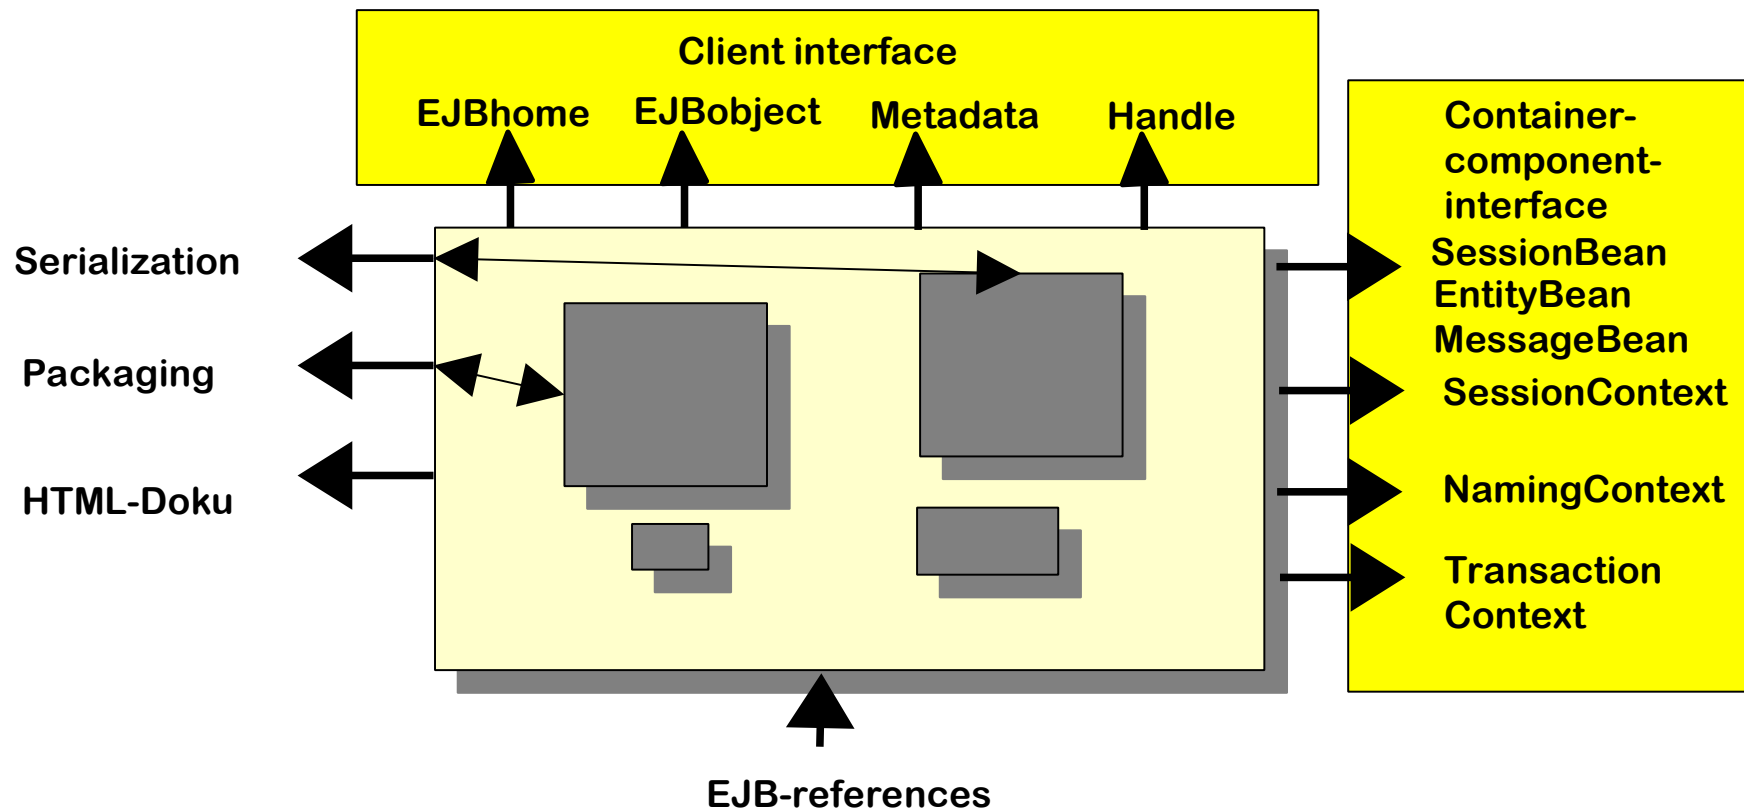 Client interface
EJBhome
EJBobject
Metadata
Handle
Container-
component-
interface
SessionBean
EntityBean
MessageBean
SessionContext
NamingContext
Transaction
Context
Serialization
Packaging
HTML-Doku
EJB-references